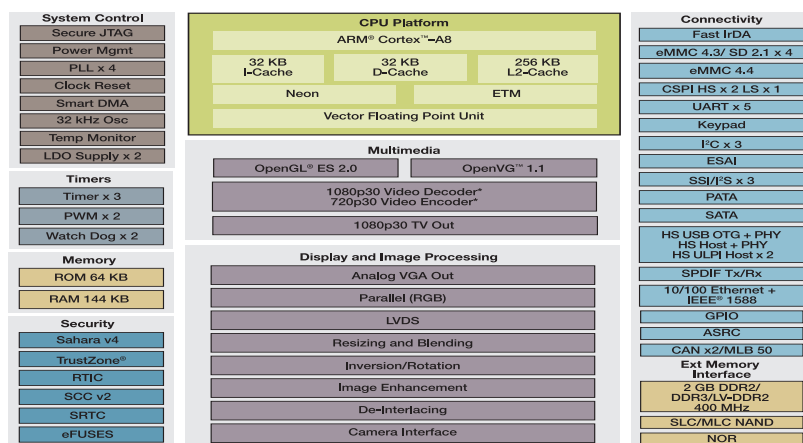 System Control
Secure JTAG
Power Mgmt
PLL x 4
Clock Reset
Smart DMA
32 kHz Osc
Temp Monitor
LDO Supply x 2
Timers
Timer x 3
PWM x 2
Watch Dog x 2
Memory
ROM 64 KB
RAM 144 KB
Security
Sahara v4
TrustZone®
RTIC
SCC v2
SRTC
eFUSES
CPU Platform
ARM® Cortex™-A8
32 KB
I-Cache
32 KB
D-Cache
256 KB
L2-Cache
Neon
ETM
Vector Floating Point Unit
Multimedia
OpenGL® ES 2.0
OpenVG™ 1.1
1080p30 Video Decoder*
720p30 Video Encoder*
1080p30 TV Out
Display and Image Processing
Analog VGA Out
Parallel (RGB)
LVDS
Resizing and Blending
Inversion/Rotation
Image Enhancement
De-Interlacing
Camera Interface
Connectivity
Fast IrDA
eMMC 4.3/ SD 2.1 x 4
eMMC 4.4
CSPI HS x 2 LS x 1
UART x 5
Keypad
I²C x 3
ESAI
SSI/I²S x 3
PATA
SATA
HS USB OTG + PHY
HS Host + PHY
HS ULPI Host x 2
SPDIF Tx/Rx
10/100 Ethernet +
IEEE® 1588
GPIO
ASRC
CAN x2/MLB 50
Ext Memory
Interface
2 GB DDR2/
DDR3/LV-DDR2
400 MHz
SLC/MLC NAND
NOR